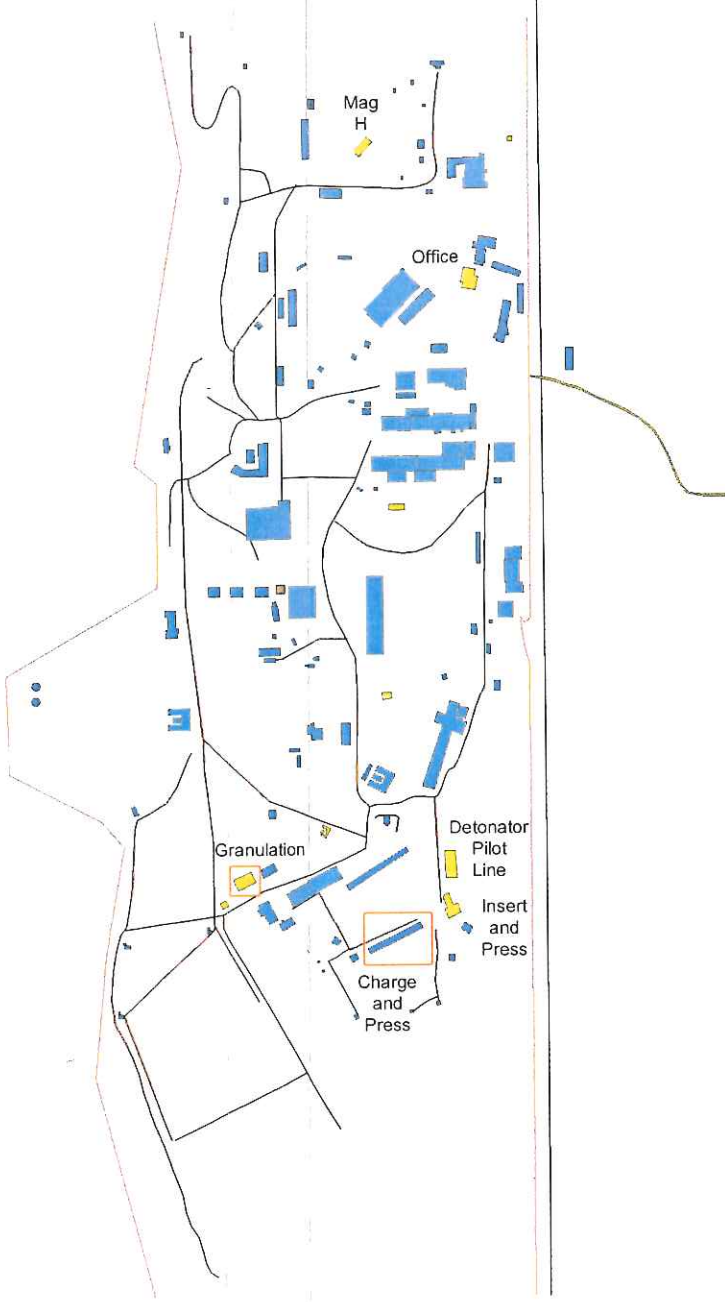 Mag
H
Office
Granulation
Detonator
Pilot
Line
Insert
and
Press
Charge
and
Press